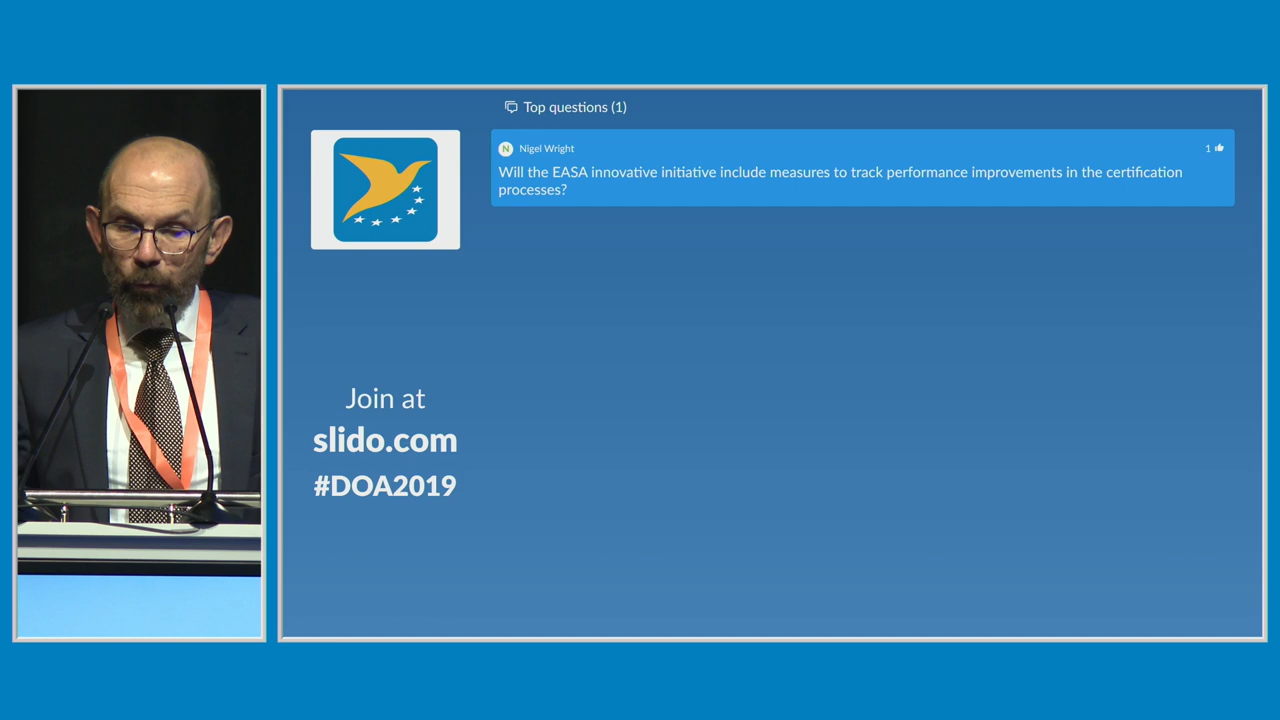 Top questions (1)
N Nigel Wright 1
Will the EASA innovative initiative include measures to track performance improvements in the certification
processes?
Join at
slido.com
#DOA2019